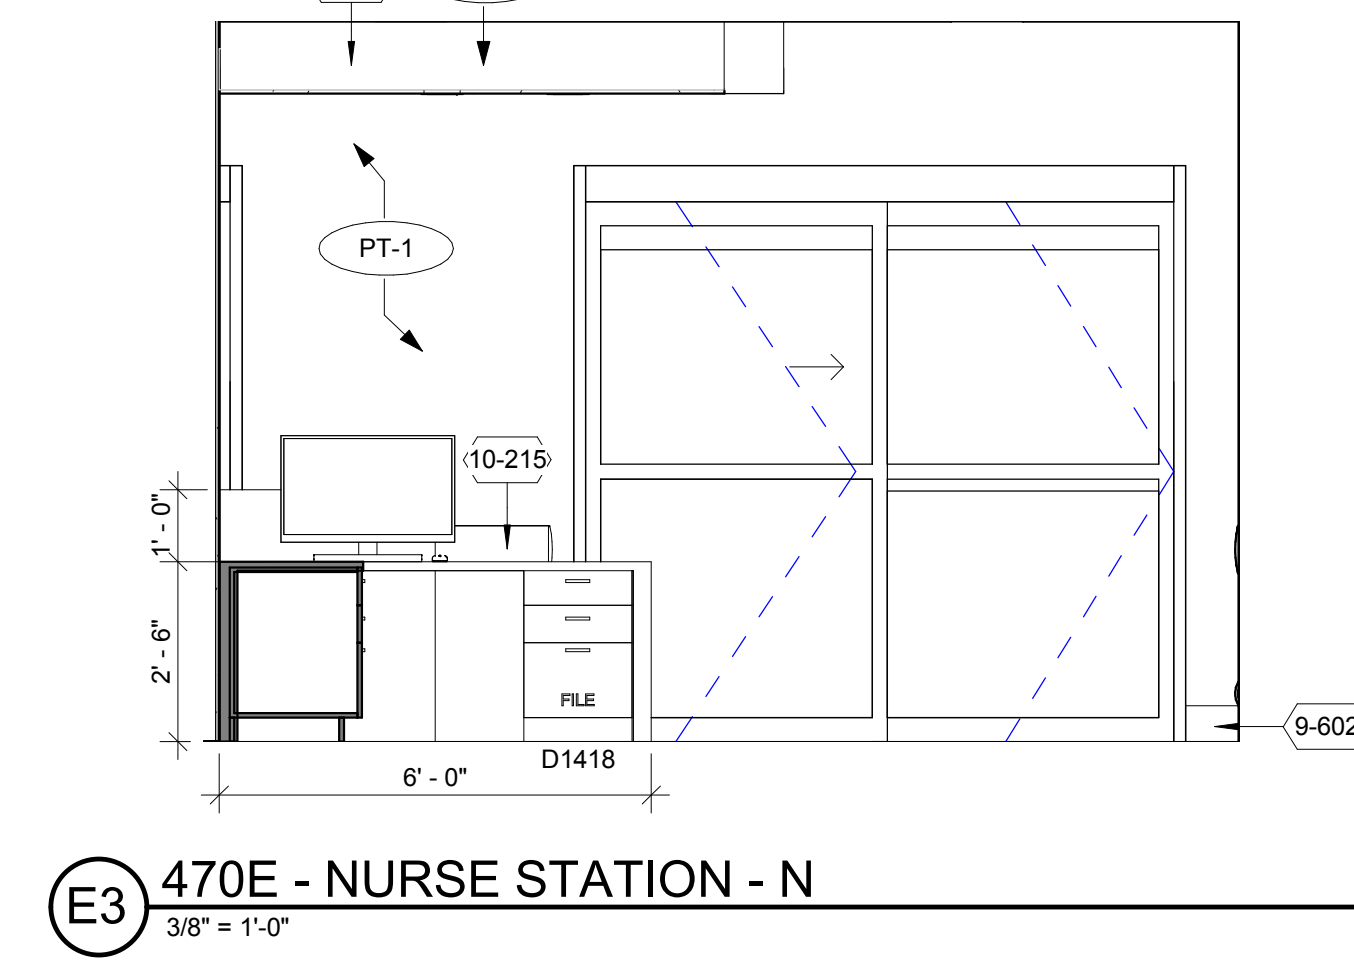 PT-1
10-215
1' - 0"
2' - 6"
FILE
9-602
D1418
6' - 0"
E3
470E - NURSE STATION - N
3/8" = 1'-0"